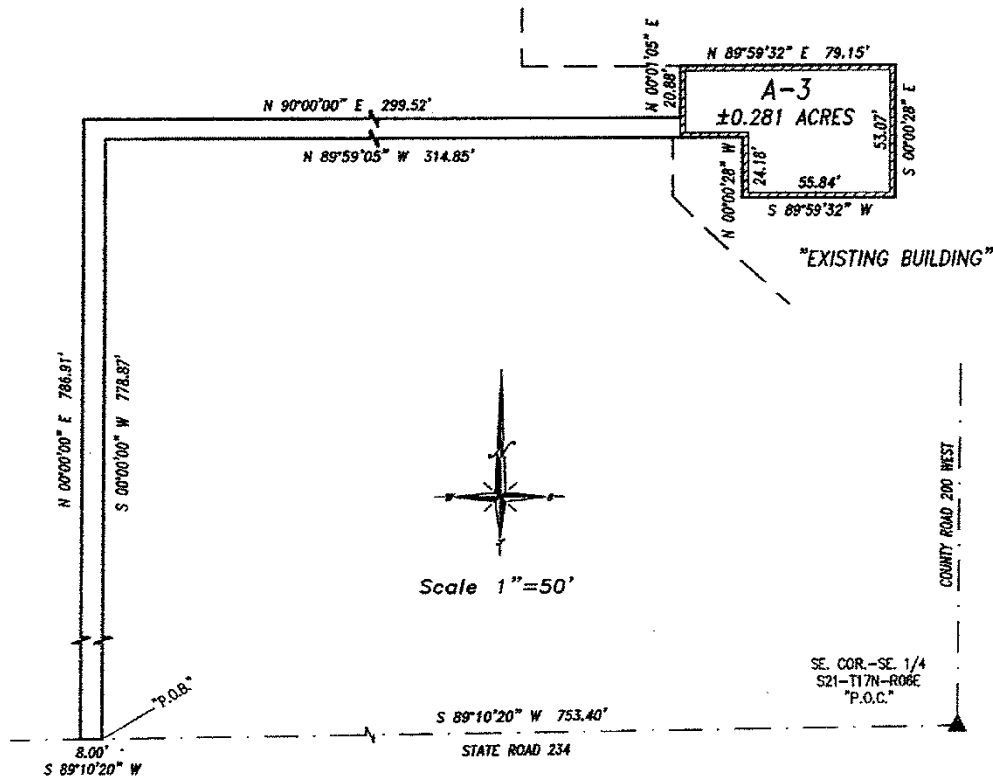 N 89°59'32" E 79.15'
N 00°01'05" E
20.88'
A-3
±0.281 ACRES
53.07'
S 00°00'28" E
N 90°00'00" E 299.52'
N 89°59'05" W 314.85'
N 00°00'28" W
24.18'
55.84'
S 89°59'32" W
"EXISTING BUILDING"
N 00°00'00" E 786.91'
S 00°00'00" W 778.87'
Scale 1"=50'
COUNTY ROAD 200 WEST
SE. COR.-SE. 1/4
S21-T17N-R06E
"P.O.C."
"P.O.B."
S 89°10'20" W 753.40'
STATE ROAD 234
8.00'
S 89°10'20" W